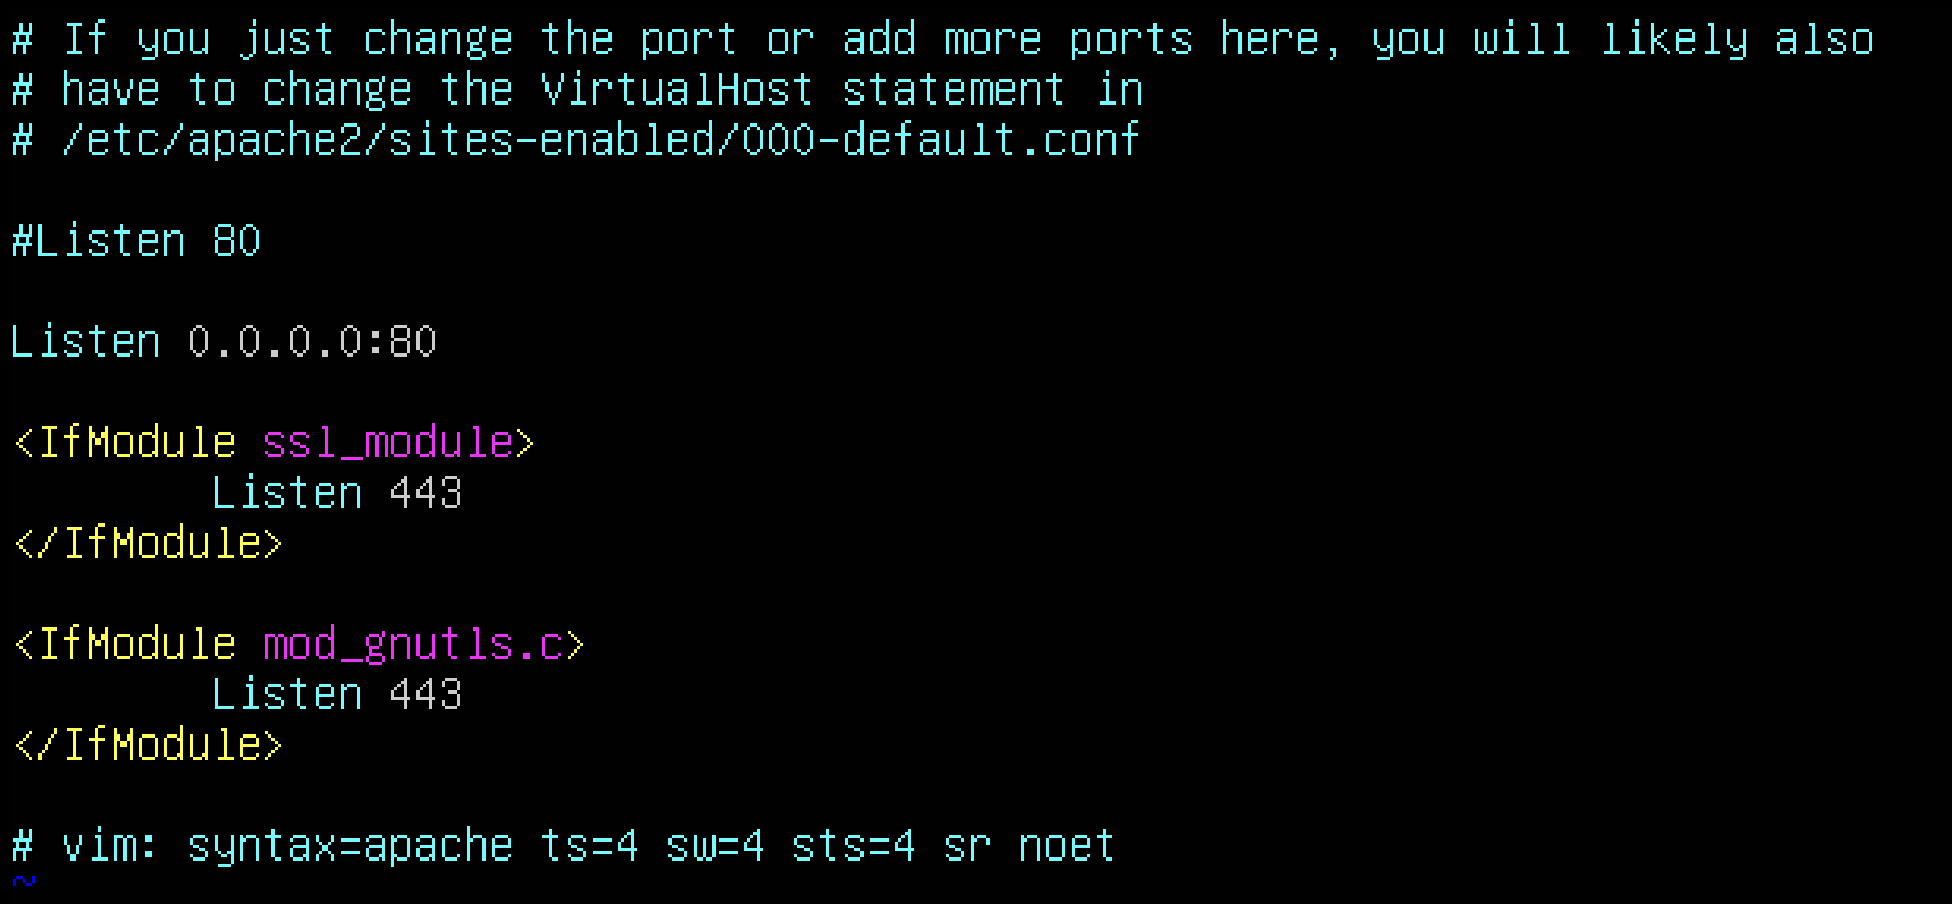 # If you just change the port or add more ports here, you will likely also
# have to change the VirtualHost statement in
# /etc/apache2/sites-enabled/000-default.conf
#Listen 80
Listen 0.0.0.0:80
<IfModule ssl_module>
        Listen 443
</IfModule>
<IfModule mod_gnutls.c>
        Listen 443
</IfModule>
# vim: syntax=apache ts=4 sw=4 sts=4 sr noet
~